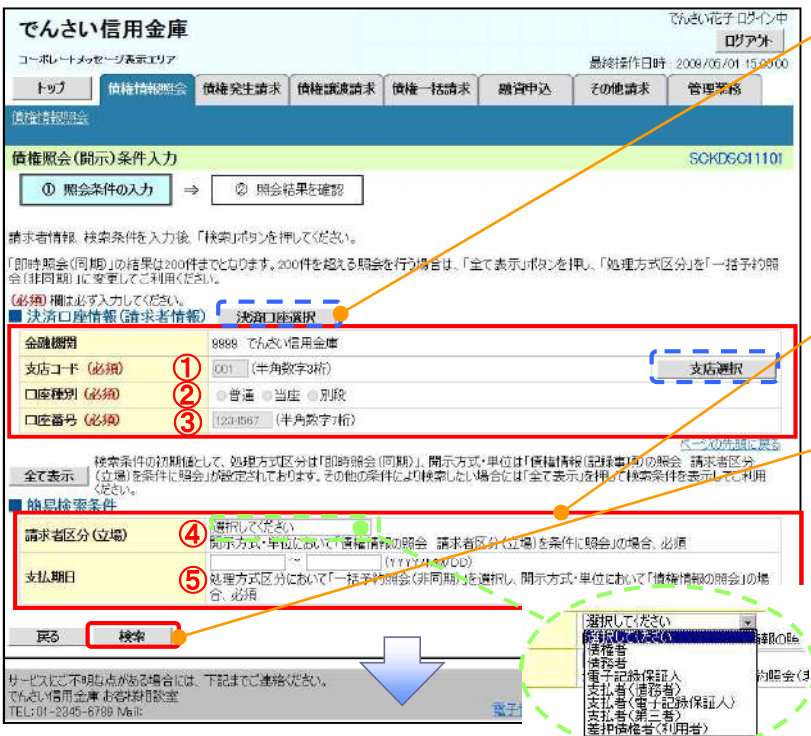 でんさい信用金庫
でんさい花子 ログイン中
ログアウト
コーポレートメッセージ表示エリア
最終操作日時 2009/05/01 15:00:00
トップ 債権情報照会 債権発生請求 債権譲渡請求 債権一括請求 融資申込 その他請求 管理業務
債権情報照会
債権照会(開示)条件入力 SCKDSC11101
① 照会条件の入力 ⇒ ② 照会結果を確認
請求者情報、検索条件を入力後、「検索」ボタンを押してください。
「即時照会(同期)」の結果は200件までとなります。200件を超える照会を行う場合は、「全て表示」ボタンを押し、「処理方式区分」を「一括予約照
会(非同期)」に変更してご利用ください。
(必須)欄は必ず入力してください。
■ 決済口座情報(請求者情報) 決済口座選択
金融機関 9999 でんさい信用金庫
支店コード (必須) ① 001 (半角数字3桁) 支店選択
口座種別 (必須) ② 普通 当座 別段
口座番号 (必須) ③ 1234567 (半角数字7桁)
ページの先頭に戻る
全て表示
検索条件の初期値として、処理方式区分は「即時照会(同期)」、開示方式・単位は「債権情報(記録事項)の照会 請求者区分
(立場)を条件に照会」が設定されております。その他の条件により検索したい場合には「全て表示」を押して検索条件を表示してご利用
ください。
■ 簡易検索条件
請求者区分(立場) ④ 選択してください
開示方式・単位において「債権情報の照会 請求者区分(立場)を条件に照会」の場合、必須
支払期日 ⑤ ~ (YYYY/MM/DD)
処理方式区分において「一括予約照会(非同期)」を選択し、開示方式・単位において「債権情報の照会」の場
合、必須
戻る 検索
選択してください
選択してください
債権者
債務者
電子記録保証人
支払者(債務者)
支払者(電子記録保証人)
支払者(第三者)
差押債権者(利用者)
サービスにご不明な点がある場合には、下記までご連絡ください。
でんさい信用金庫 お客様相談室
TEL:01-2345-6789 Mail: